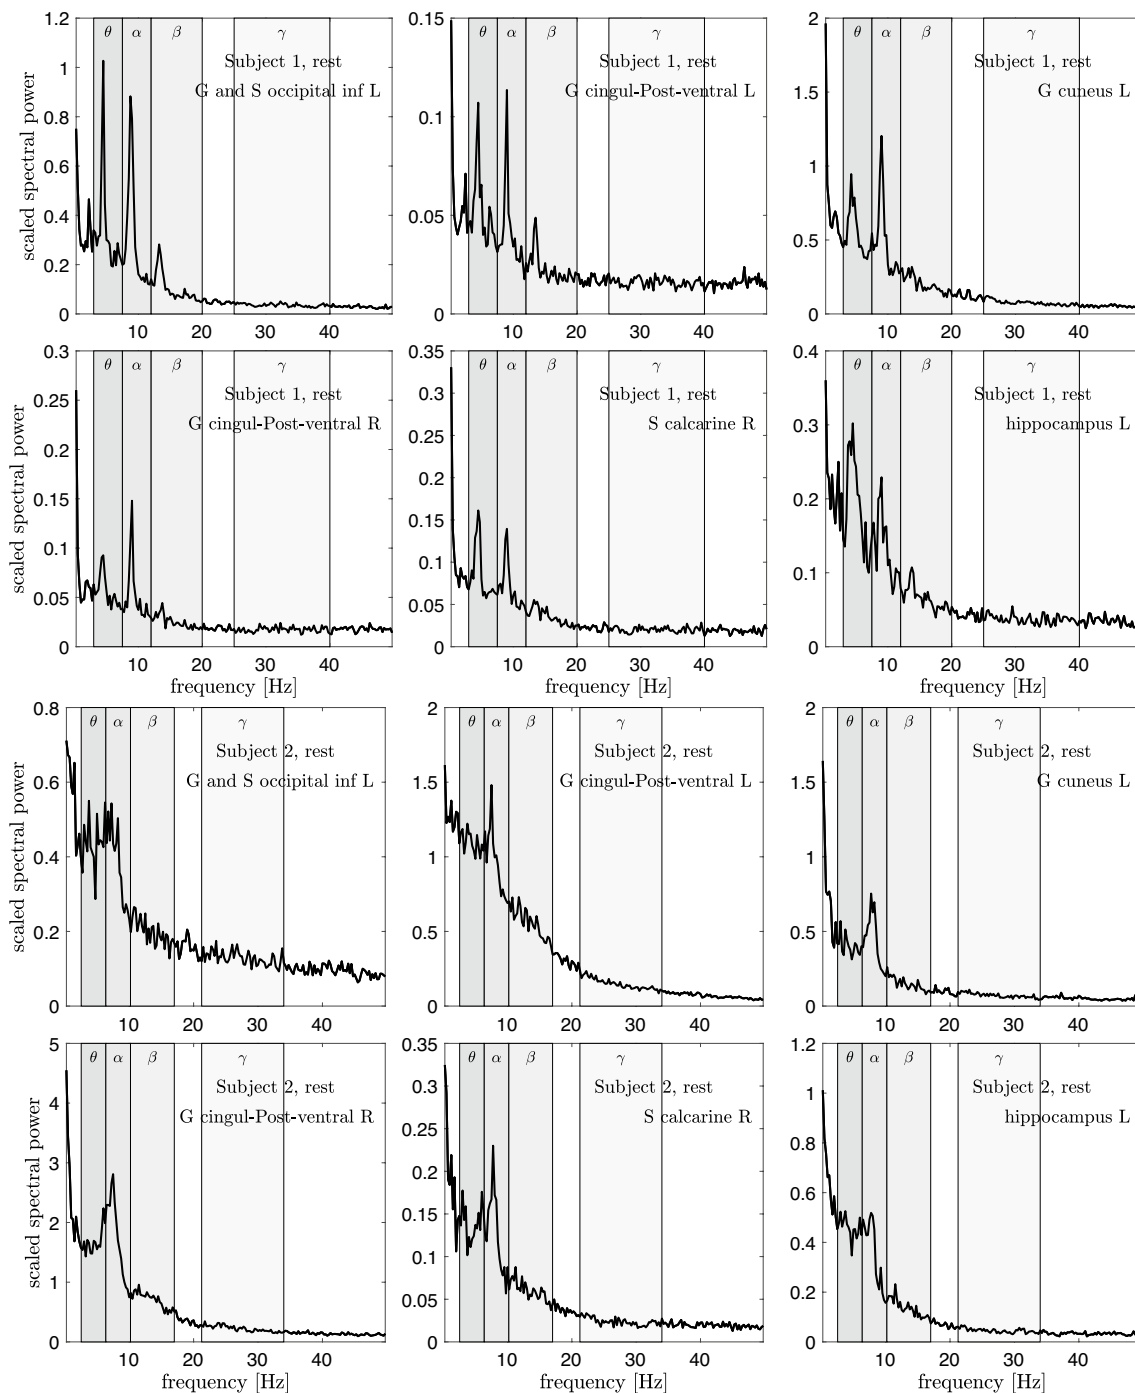 scaled spectral power
1.2
1
0.8
0.6
0.4
0.2
0
θ α β γ
Subject 1, rest
G and S occipital inf L
10 20 30 40
0.15
0.1
0.05
0
θ α β γ
Subject 1, rest
G cingul-Post-ventral L
10 20 30 40
2
1.5
1
0.5
0
θ α β γ
Subject 1, rest
G cuneus L
10 20 30 40
scaled spectral power
0.3
0.25
0.2
0.15
0.1
0.05
0
θ α β γ
Subject 1, rest
G cingul-Post-ventral R
10 20 30 40
frequency [Hz]
0.35
0.3
0.25
0.2
0.15
0.1
0.05
0
θ α β γ
Subject 1, rest
S calcarine R
10 20 30 40
frequency [Hz]
0.4
0.3
0.2
0.1
0
θ α β γ
Subject 1, rest
hippocampus L
10 20 30 40
frequency [Hz]
scaled spectral power
0.8
0.6
0.4
0.2
0
θ α β γ
Subject 2, rest
G and S occipital inf L
10 20 30 40
2
1.5
1
0.5
0
θ α β γ
Subject 2, rest
G cingul-Post-ventral L
10 20 30 40
2
1.5
1
0.5
0
θ α β γ
Subject 2, rest
G cuneus L
10 20 30 40
scaled spectral power
5
4
3
2
1
0
θ α β γ
Subject 2, rest
G cingul-Post-ventral R
10 20 30 40
frequency [Hz]
0.35
0.3
0.25
0.2
0.15
0.1
0.05
0
θ α β γ
Subject 2, rest
S calcarine R
10 20 30 40
frequency [Hz]
1.2
1
0.8
0.6
0.4
0.2
0
θ α β γ
Subject 2, rest
hippocampus L
10 20 30 40
frequency [Hz]